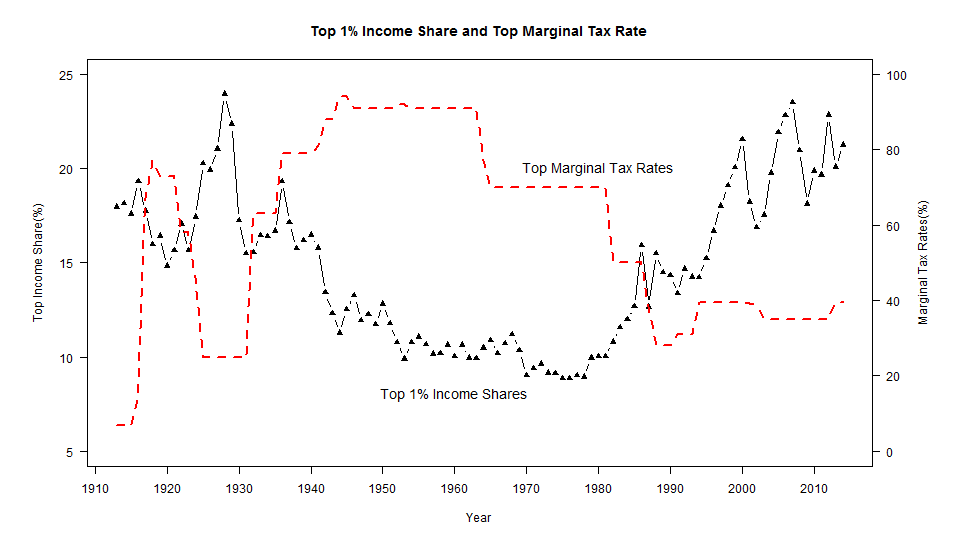 Top 1% Income Share and Top Marginal Tax Rate
25
20
15
10
5
Top Income Share(%)
Top Marginal Tax Rates
Top 1% Income Shares
100
80
60
40
20
0
Marginal Tax Rates(%)
1910 1920 1930 1940 1950 1960 1970 1980 1990 2000 2010
Year